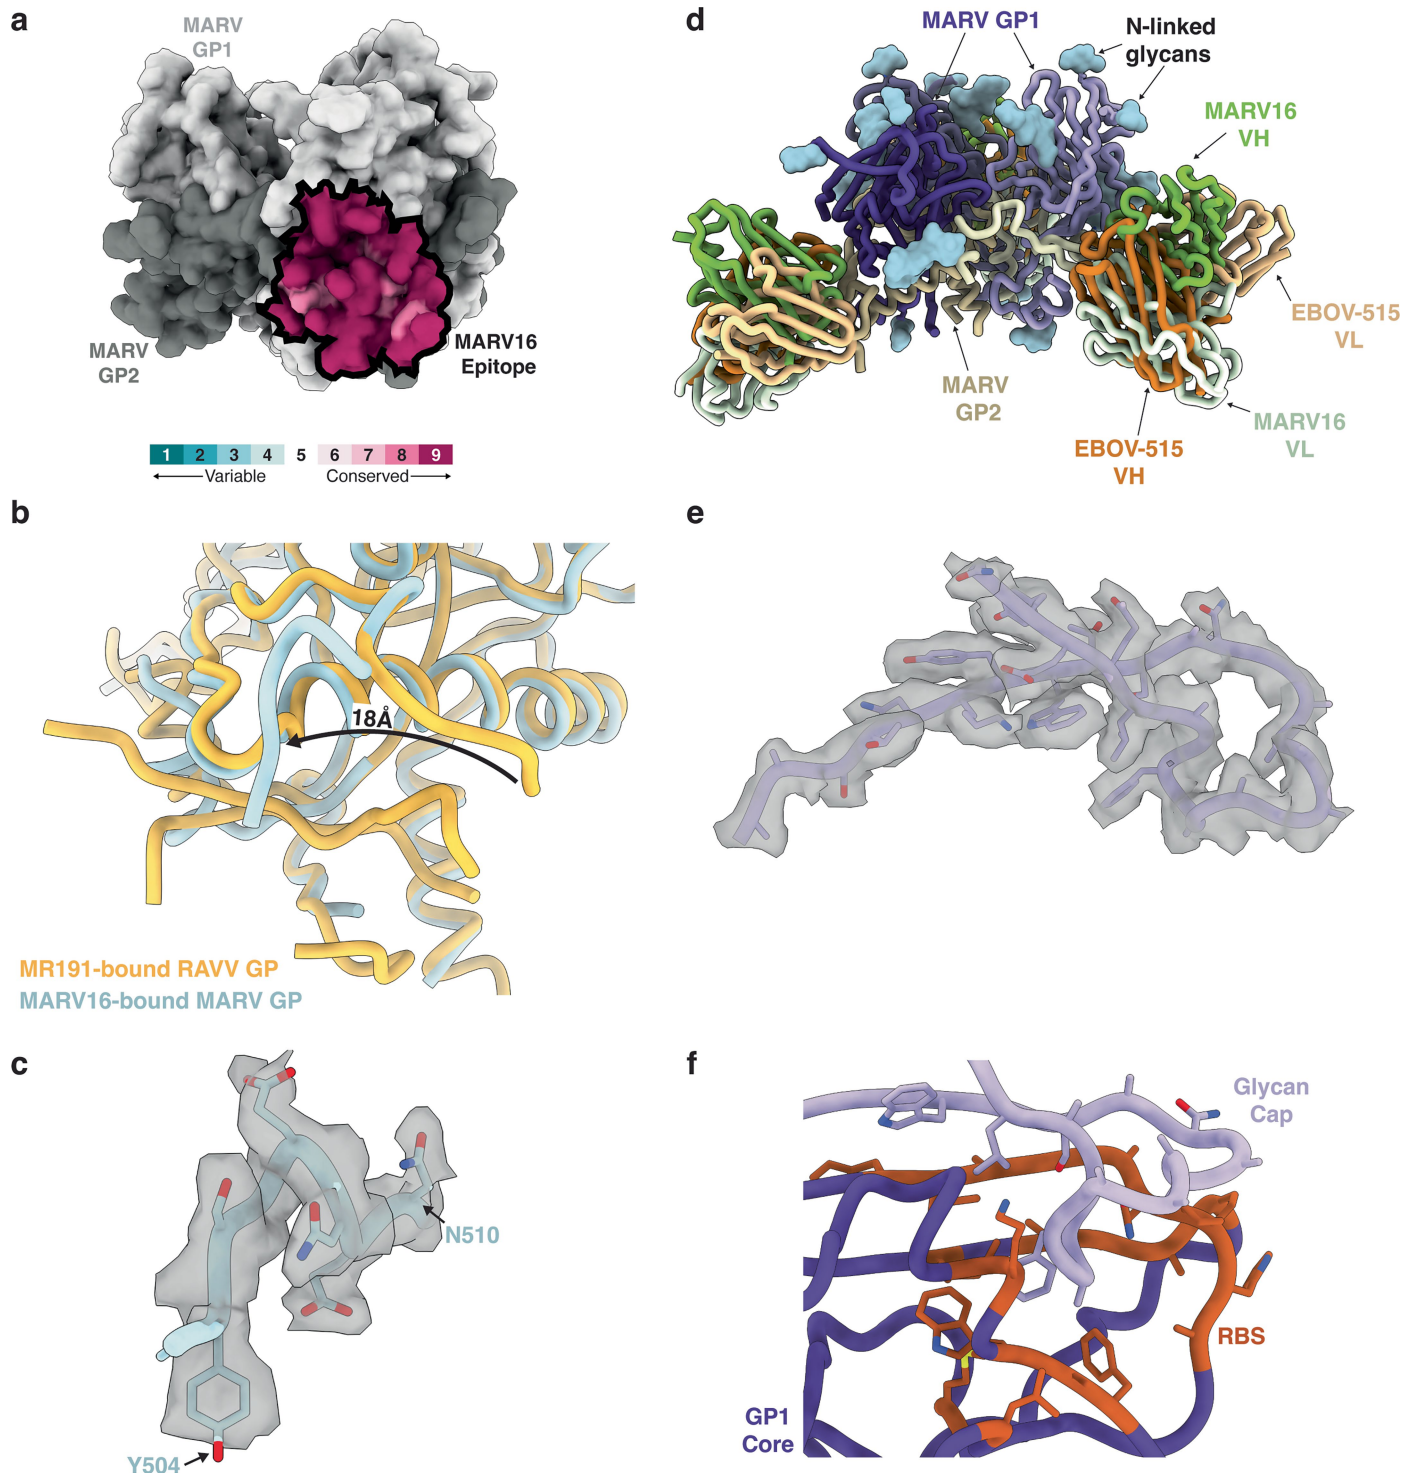 a
MARV
GP1
MARV
GP2
MARV16
Epitope
1 2 3 4 5 6 7 8 9
Variable Conserved
b
18Å
MR191-bound RAVV GP
MARV16-bound MARV GP
c
N510
Y504
d
MARV GP1
N-linked
glycans
MARV16
VH
EBOV-515
VL
MARV
GP2
MARV16
VL
EBOV-515
VH
e
f
Glycan
Cap
RBS
GP1
Core